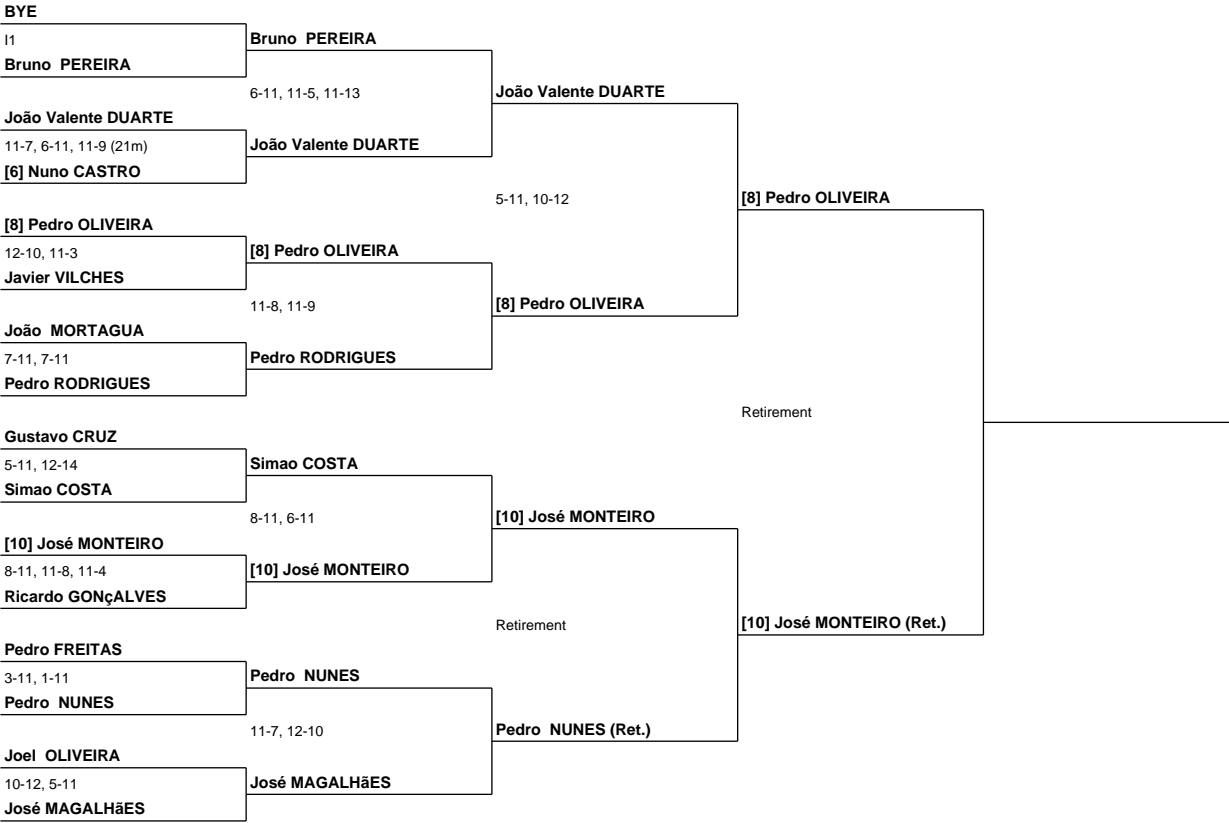 BYE
I1
Bruno PEREIRA
João Valente DUARTE
11-7, 6-11, 11-9 (21m)
[6] Nuno CASTRO
[8] Pedro OLIVEIRA
12-10, 11-3
Javier VILCHES
João MORTAGUA
7-11, 7-11
Pedro RODRIGUES
Gustavo CRUZ
5-11, 12-14
Simao COSTA
[10] José MONTEIRO
8-11, 11-8, 11-4
Ricardo GONçALVES
Pedro FREITAS
3-11, 1-11
Pedro NUNES
Joel OLIVEIRA
10-12, 5-11
José MAGALHãES
Bruno PEREIRA
6-11, 11-5, 11-13
João Valente DUARTE
[8] Pedro OLIVEIRA
11-8, 11-9
Pedro RODRIGUES
Simao COSTA
8-11, 6-11
[10] José MONTEIRO
Pedro NUNES
11-7, 12-10
José MAGALHãES
João Valente DUARTE
5-11, 10-12
[8] Pedro OLIVEIRA
[10] José MONTEIRO
Retirement
Pedro NUNES (Ret.)
[8] Pedro OLIVEIRA
Retirement
[10] José MONTEIRO (Ret.)